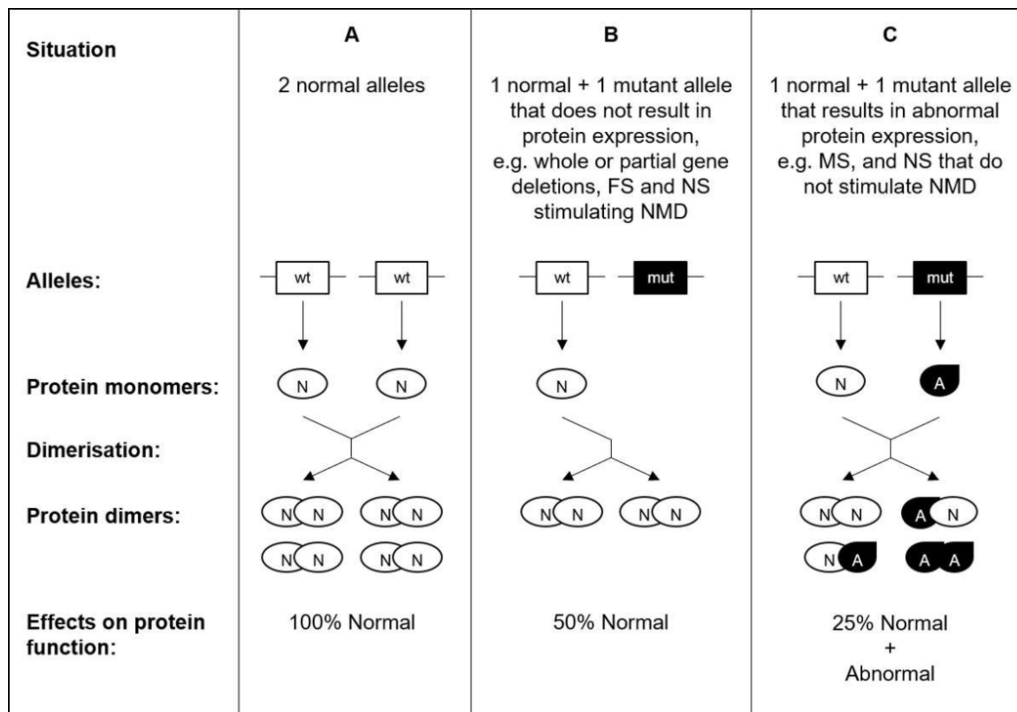 Situation
A
2 normal alleles
B
1 normal + 1 mutant allele
that does not result in
protein expression,
e.g. whole or partial gene
deletions, FS and NS
stimulating NMD
C
1 normal + 1 mutant allele
that results in abnormal
protein expression,
e.g. MS, and NS that do
not stimulate NMD
Alleles:
wt wt
wt mut
wt mut
Protein monomers:
N N
N
N A
Dimerisation:
Protein dimers:
N N N N
N N N N
N N A N
N N N N
N A A A
Effects on protein
function:
100% Normal
50% Normal
25% Normal
+
Abnormal